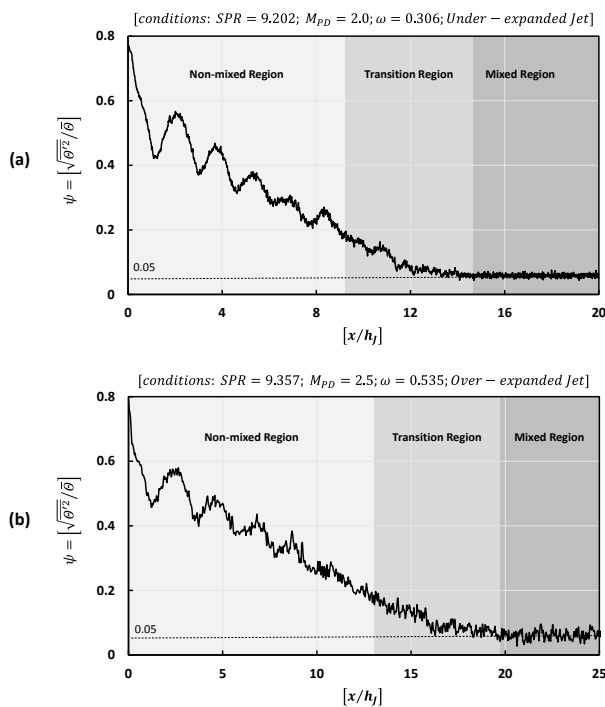 [conditions: SPR = 9.202; M_PD = 2.0; ω = 0.306; Under − expanded Jet]
0.8
Non-mixed Region Transition Region Mixed Region
0.6
(a)
ψ = [√θ'²/θ̄]
0.4
0.2
0.05
0
0 4 8 12 16 20
[x/h_J]
[conditions: SPR = 9.357; M_PD = 2.5; ω = 0.535; Over − expanded Jet]
0.8
Non-mixed Region Transition Region Mixed Region
0.6
(b)
ψ = [√θ'²/θ̄]
0.4
0.2
0.05
0
0 5 10 15 20 25
[x/h_J]